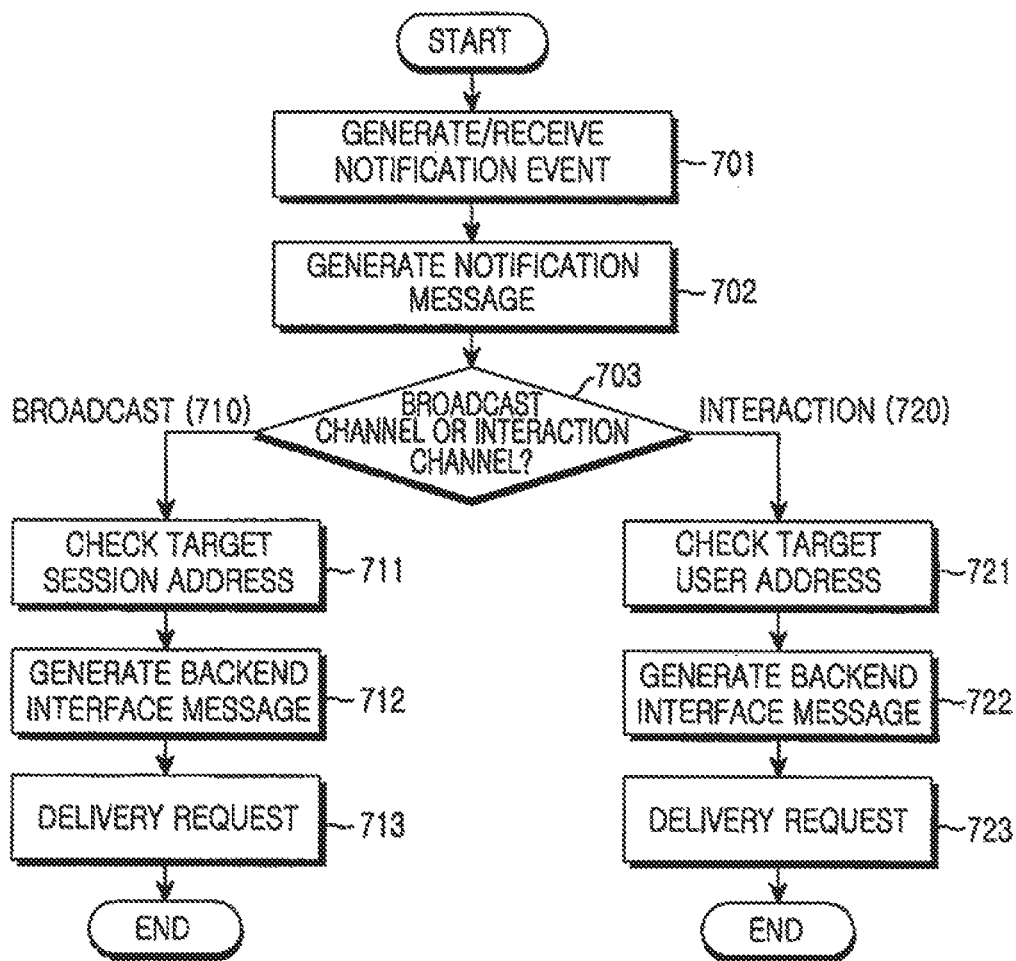 START
GENERATE/RECEIVE
NOTIFICATION EVENT
701
GENERATE NOTIFICATION
MESSAGE
702
703
BROADCAST (710)
BROADCAST
CHANNEL OR INTERACTION
CHANNEL?
INTERACTION (720)
CHECK TARGET
SESSION ADDRESS
711
GENERATE BACKEND
INTERFACE MESSAGE
712
DELIVERY REQUEST
713
END
CHECK TARGET
USER ADDRESS
721
GENERATE BACKEND
INTERFACE MESSAGE
722
DELIVERY REQUEST
723
END